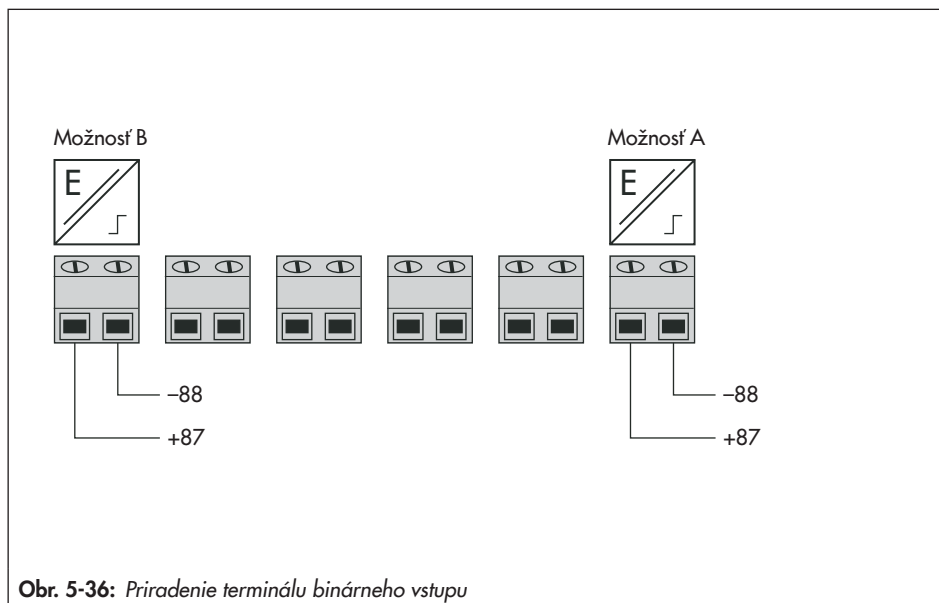 Možnosť B
Možnosť A
E
E
–88
+87
–88
+87
Obr. 5-36: Priradenie terminálu binárneho vstupu